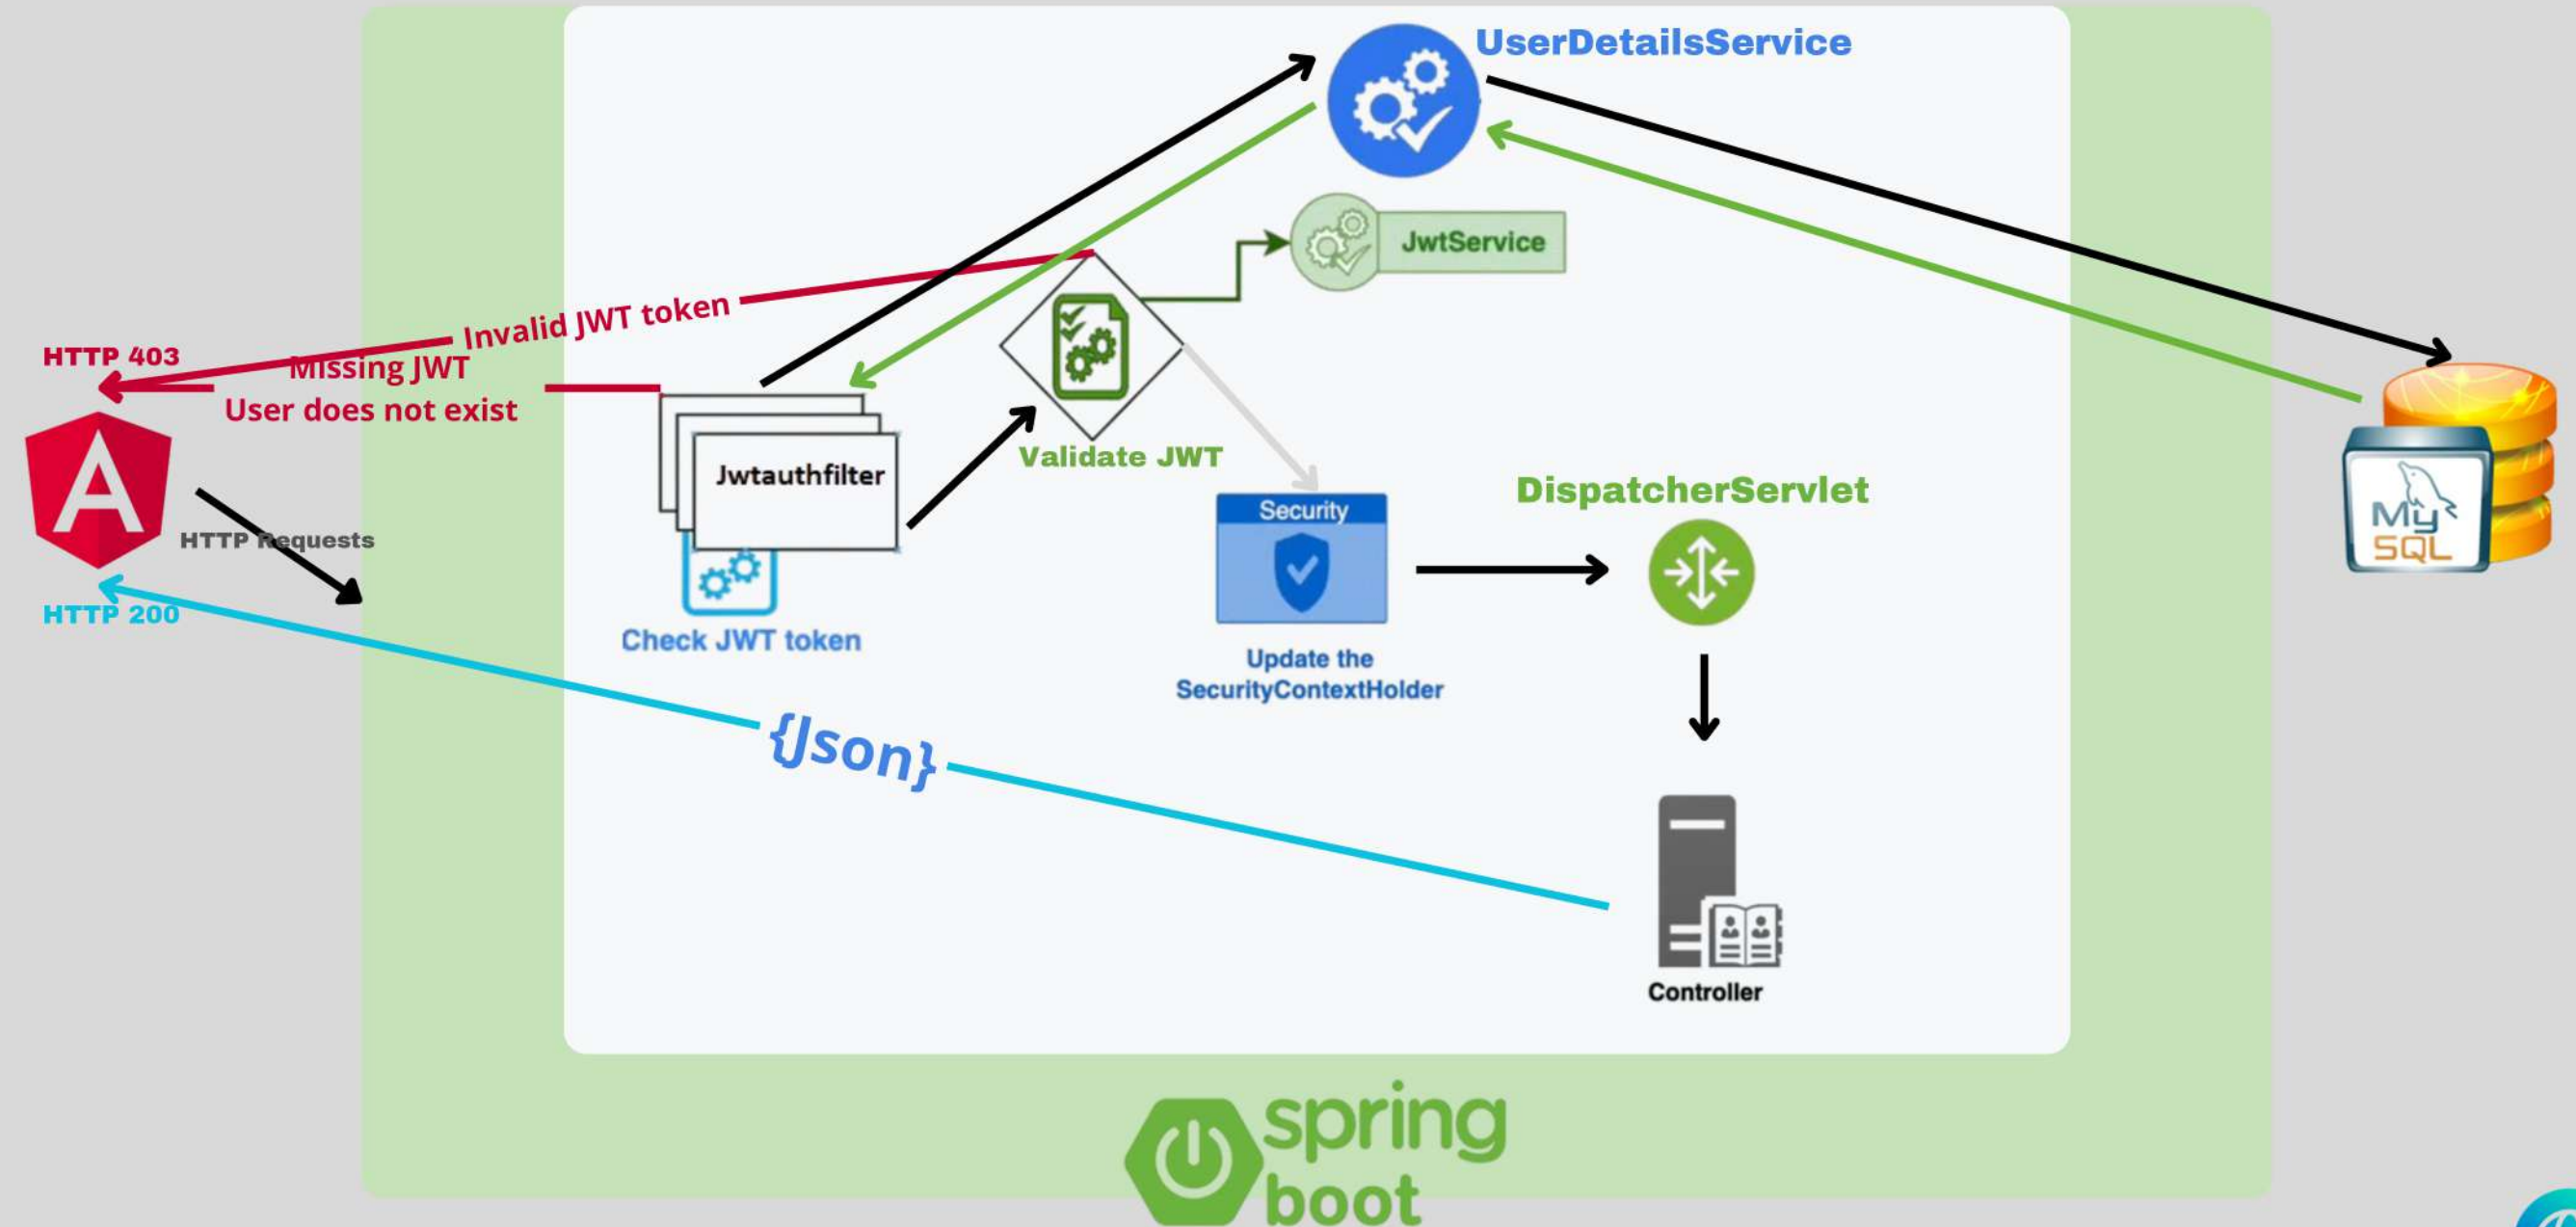 UserDetailsService
JwtService
Invalid JWT token
HTTP 403
Missing JWT
User does not exist
Jwtauthfilter
Validate JWT
Security
DispatcherServlet
My
SQL
HTTP Requests
HTTP 200
Check JWT token
Update the
SecurityContextHolder
{Json}
Controller
spring
boot